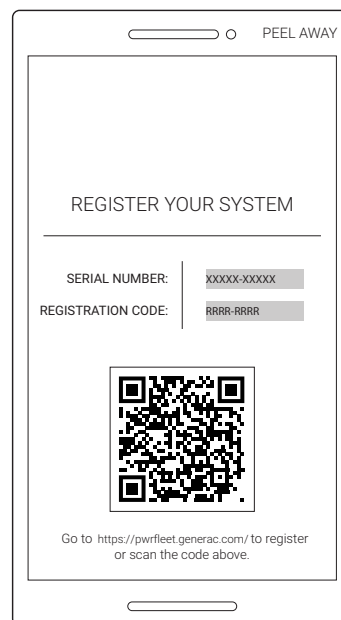 PEEL AWAY
REGISTER YOUR SYSTEM
SERIAL NUMBER: XXXXX-XXXXX
REGISTRATION CODE: RRRR-RRRR
Go to https://pwrfleet.generac.com/ to register
or scan the code above.